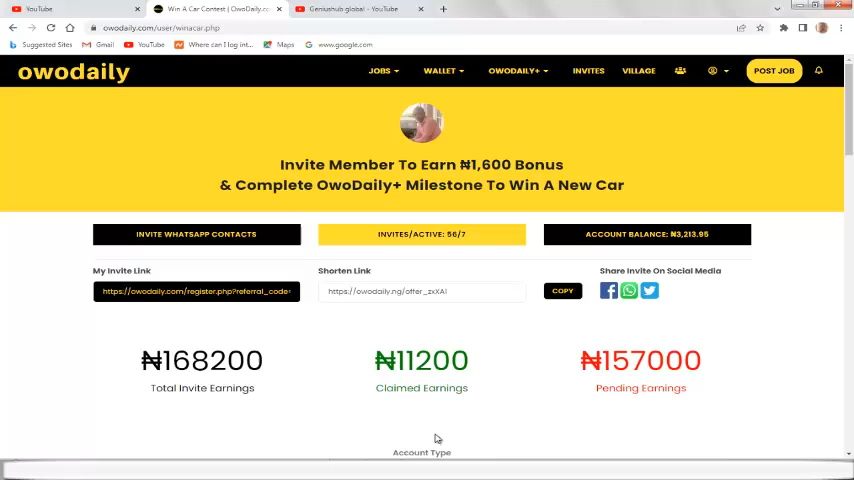 YouTube
Win A Car Contest | OwoDaily.cc
Geniushub global - YouTube
owodaily.com/user/winacar.php
Suggested Sites
Gmail
YouTube
Where can I log int...
Maps
www.google.com
owodaily
JOBS
WALLET
OWODAILY+
INVITES
VILLAGE
POST JOB
Invite Member To Earn ₦1,600 Bonus
& Complete OwoDaily+ Milestone To Win A New Car
INVITE WHATSAPP CONTACTS
INVITES/ACTIVE: 56/7
ACCOUNT BALANCE: ₦3,213.95
My Invite Link
Shorten Link
Share Invite On Social Media
https://owodaily.com/register.php?referral_code=
https://owodaily.ng/offer_zxXA1
COPY
₦168200
₦11200
₦157000
Total Invite Earnings
Claimed Earnings
Pending Earnings
Account Type